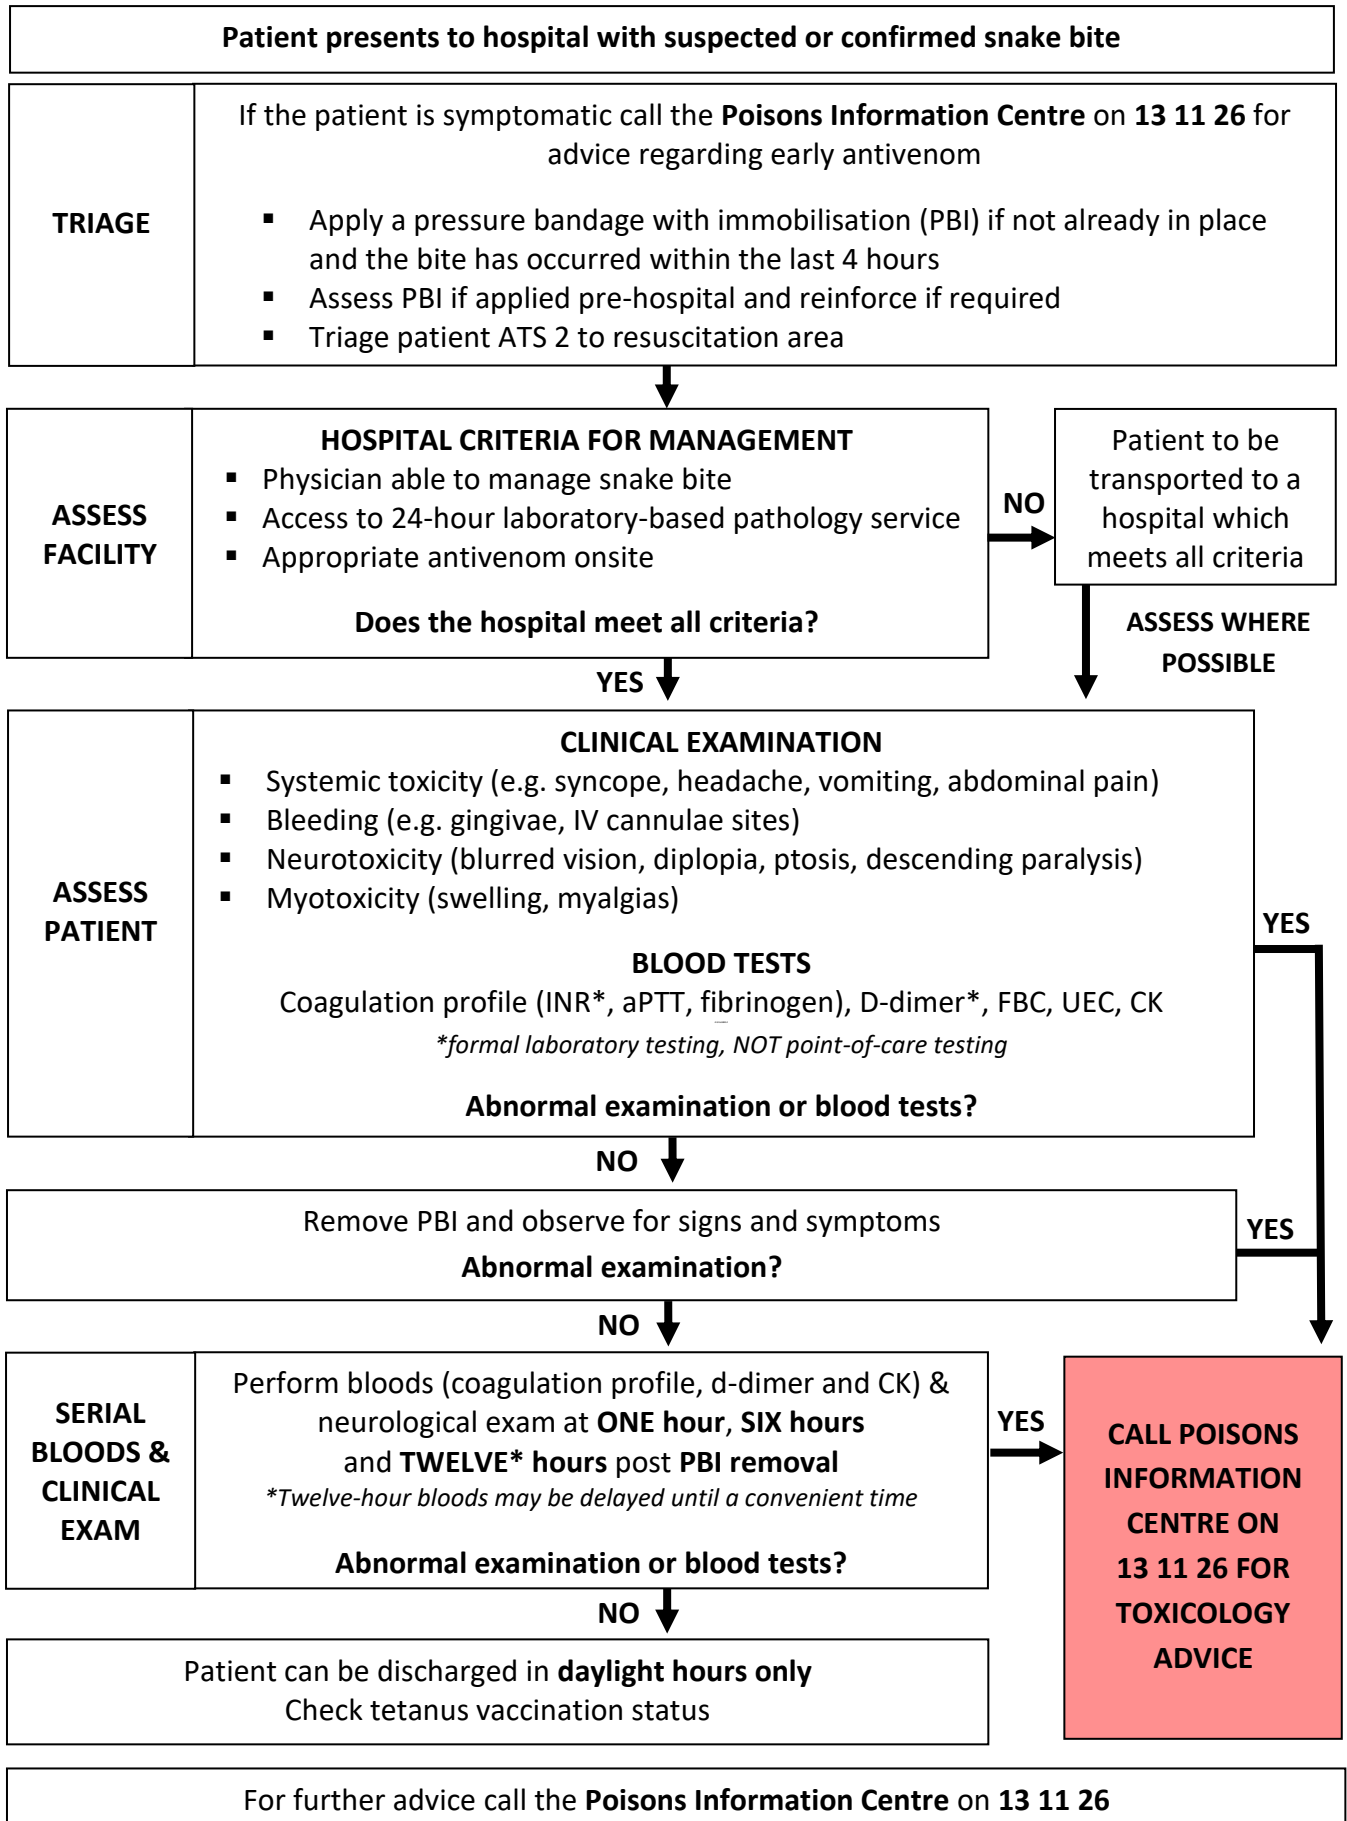 Patient presents to hospital with suspected or confirmed snake bite
TRIAGE
If the patient is symptomatic call the Poisons Information Centre on 13 11 26 for
advice regarding early antivenom
▪ Apply a pressure bandage with immobilisation (PBI) if not already in place
and the bite has occurred within the last 4 hours
▪ Assess PBI if applied pre-hospital and reinforce if required
▪ Triage patient ATS 2 to resuscitation area
ASSESS
FACILITY
HOSPITAL CRITERIA FOR MANAGEMENT
▪ Physician able to manage snake bite
▪ Access to 24-hour laboratory-based pathology service
▪ Appropriate antivenom onsite
Does the hospital meet all criteria?
NO
Patient to be
transported to a
hospital which
meets all criteria
YES
ASSESS WHERE
POSSIBLE
ASSESS
PATIENT
CLINICAL EXAMINATION
▪ Systemic toxicity (e.g. syncope, headache, vomiting, abdominal pain)
▪ Bleeding (e.g. gingivae, IV cannulae sites)
▪ Neurotoxicity (blurred vision, diplopia, ptosis, descending paralysis)
▪ Myotoxicity (swelling, myalgias)
BLOOD TESTS
Coagulation profile (INR*, aPTT, fibrinogen), D-dimer*, FBC, UEC, CK
*formal laboratory testing, NOT point-of-care testing
Abnormal examination or blood tests?
YES
NO
Remove PBI and observe for signs and symptoms
Abnormal examination?
YES
NO
SERIAL
BLOODS &
CLINICAL
EXAM
Perform bloods (coagulation profile, d-dimer and CK) &
neurological exam at ONE hour, SIX hours
and TWELVE* hours post PBI removal
*Twelve-hour bloods may be delayed until a convenient time
Abnormal examination or blood tests?
YES
CALL POISONS
INFORMATION
CENTRE ON
13 11 26 FOR
TOXICOLOGY
ADVICE
NO
Patient can be discharged in daylight hours only
Check tetanus vaccination status
For further advice call the Poisons Information Centre on 13 11 26